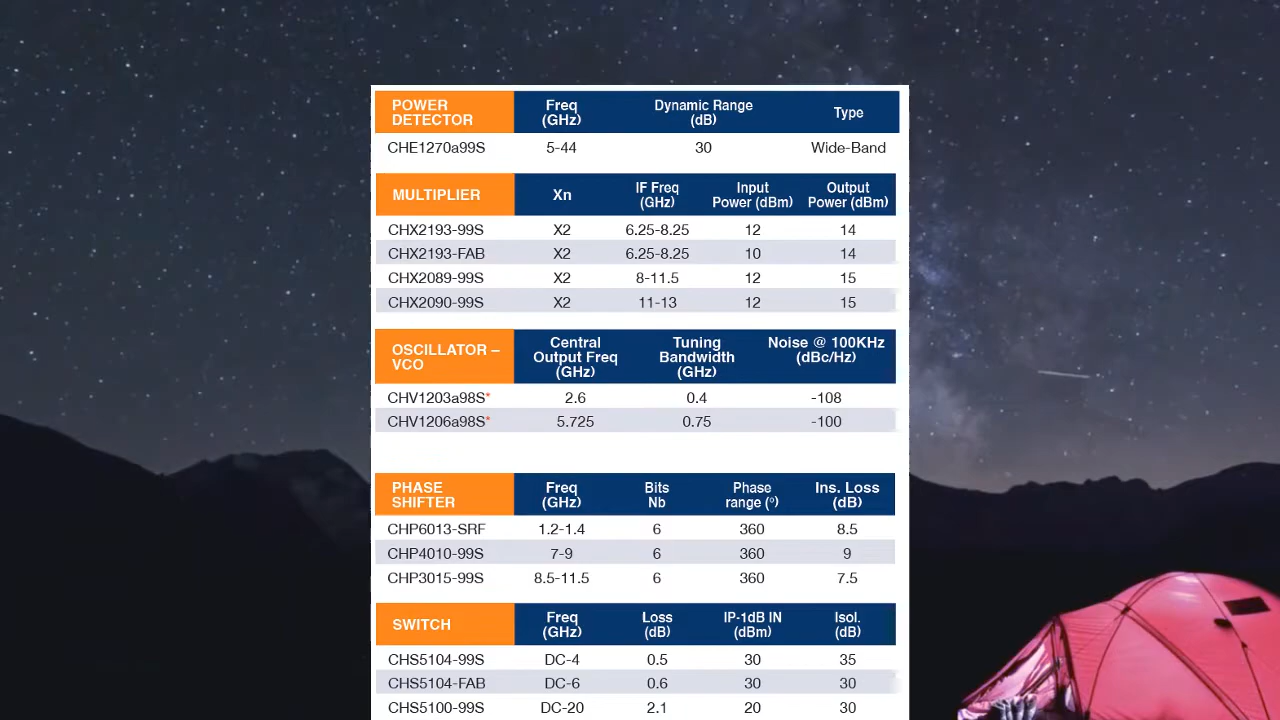 POWER DETECTOR Freq (GHz) Dynamic Range (dB) Type
CHE1270a99S 5-44 30 Wide-Band
MULTIPLIER Xn IF Freq (GHz) Input Power (dBm) Output Power (dBm)
CHX2193-99S X2 6.25-8.25 12 14
CHX2193-FAB X2 6.25-8.25 10 14
CHX2089-99S X2 8-11.5 12 15
CHX2090-99S X2 11-13 12 15
OSCILLATOR – VCO Central Output Freq (GHz) Tuning Bandwidth (GHz) Noise @ 100KHz (dBc/Hz)
CHV1203a98S* 2.6 0.4 -108
CHV1206a98S* 5.725 0.75 -100
PHASE SHIFTER Freq (GHz) Bits Nb Phase range (°) Ins. Loss (dB)
CHP6013-SRF 1.2-1.4 6 360 8.5
CHP4010-99S 7-9 6 360 9
CHP3015-99S 8.5-11.5 6 360 7.5
SWITCH Freq (GHz) Loss (dB) IP-1dB IN (dBm) Isol. (dB)
CHS5104-99S DC-4 0.5 30 35
CHS5104-FAB DC-6 0.6 30 30
CHS5100-99S DC-20 2.1 20 30